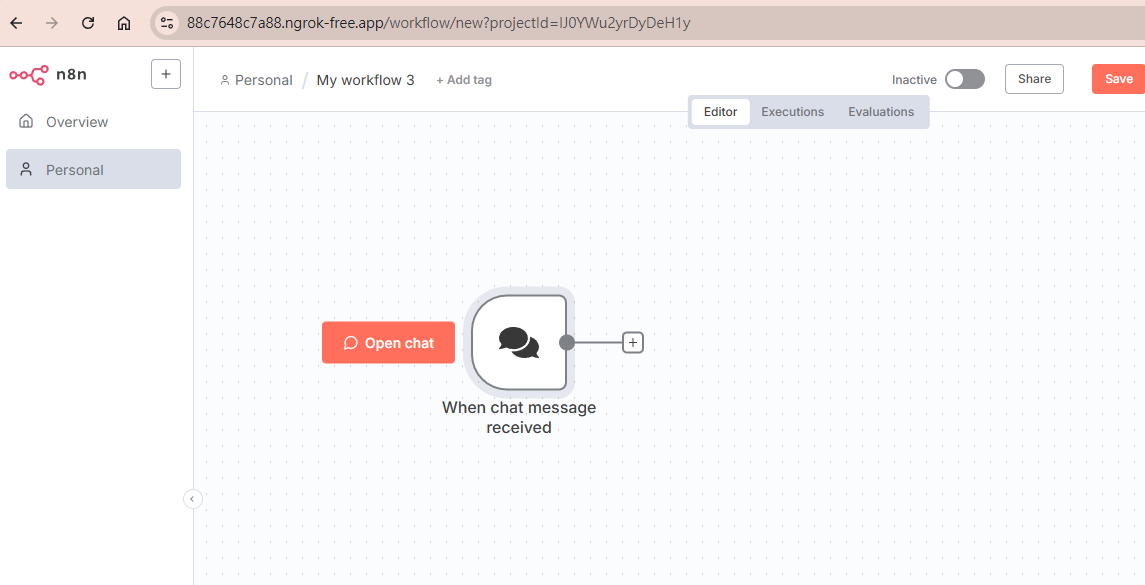 88c7648c7a88.ngrok-free.app/workflow/new?projectId=IJ0YWu2yrDyDeH1y
n8n
Personal / My workflow 3 + Add tag
Inactive
Share
Save
Editor Executions Evaluations
Overview
Personal
Open chat
When chat message
received